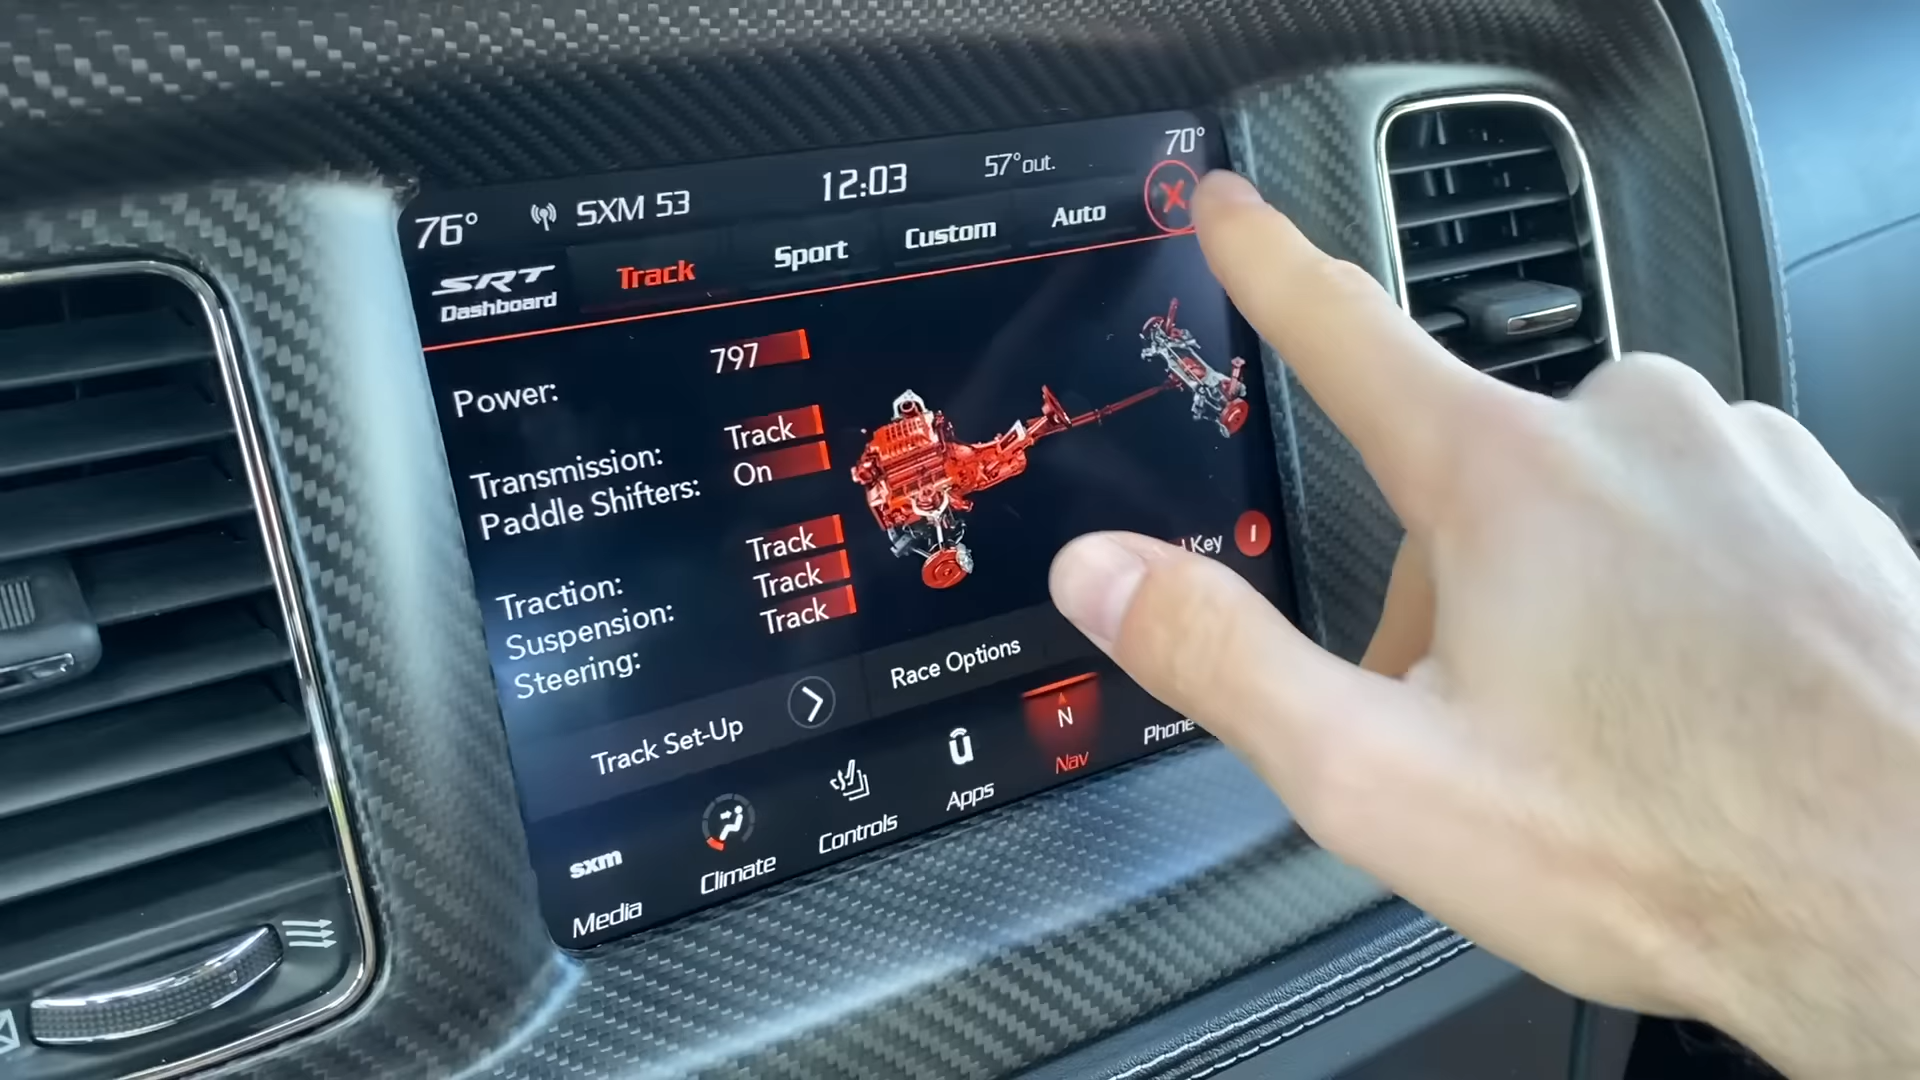 76° SXM 53 12:03 57°out. 70°
SRT Dashboard Track Sport Custom Auto X
Power: 797
Transmission: Track
Paddle Shifters: On
Traction: Track
Suspension: Track
Steering: Track
Key
Track Set-Up Race Options
sxm N
Media Climate Controls Apps Nav Phone